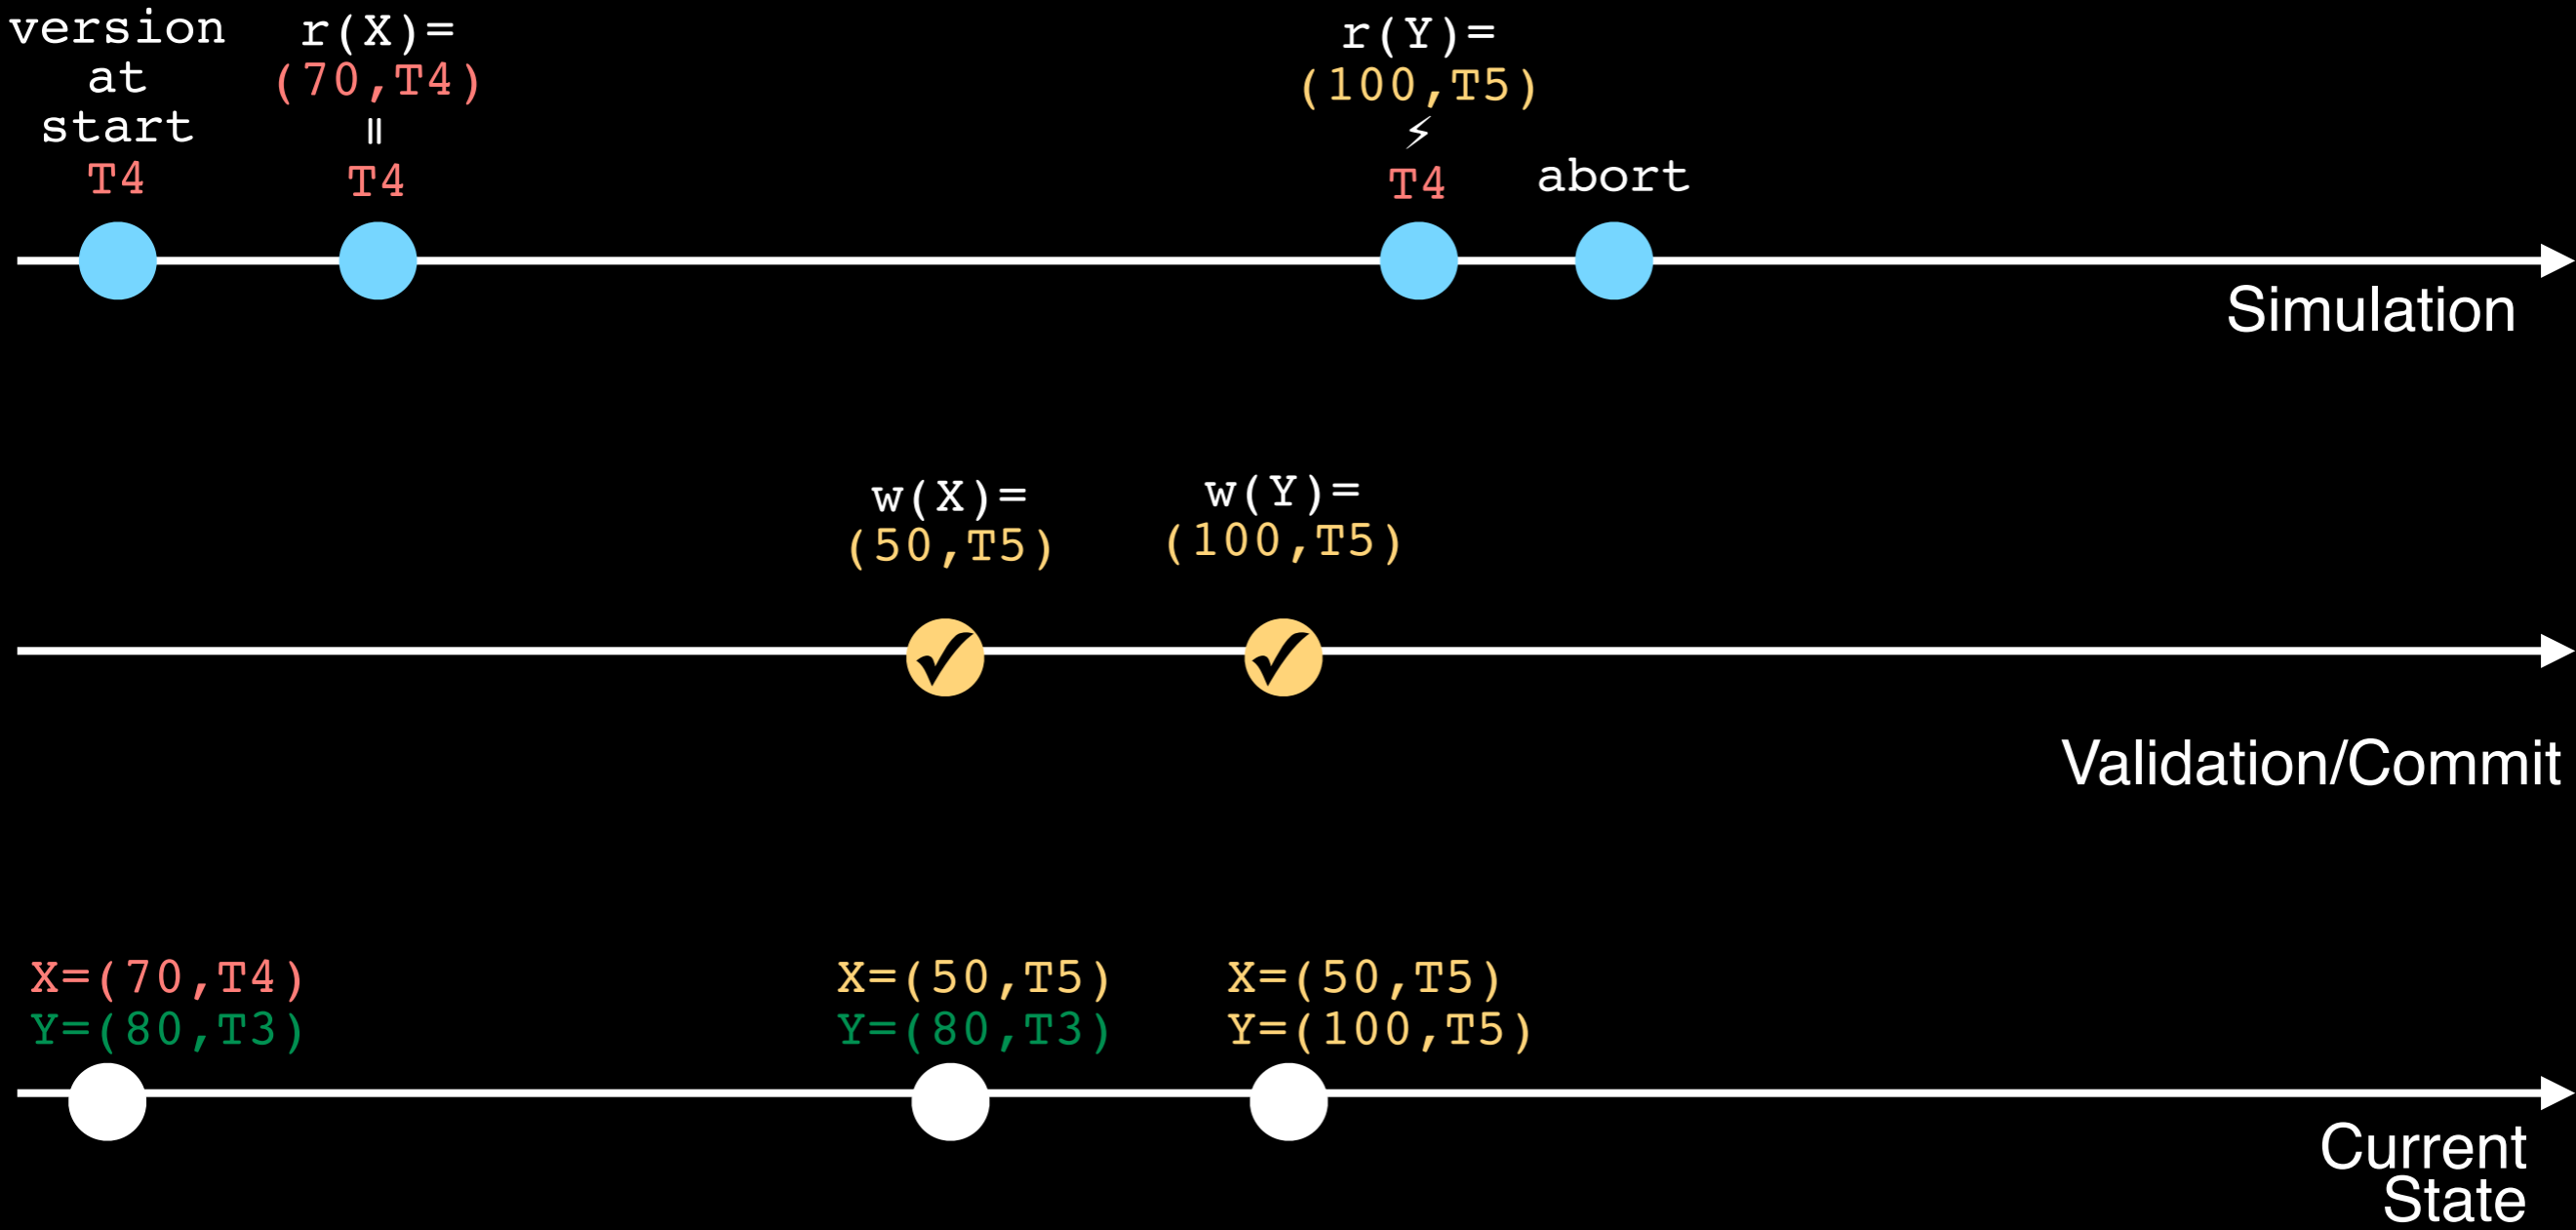 version
at
start
T4
r(X)=
(70,T4)
=
T4
r(Y)=
(100,T5)
⚡
T4
abort
Simulation
w(X)=
(50,T5)
w(Y)=
(100,T5)
✓
✓
Validation/Commit
X=(70,T4)
Y=(80,T3)
X=(50,T5)
Y=(80,T3)
X=(50,T5)
Y=(100,T5)
Current
State